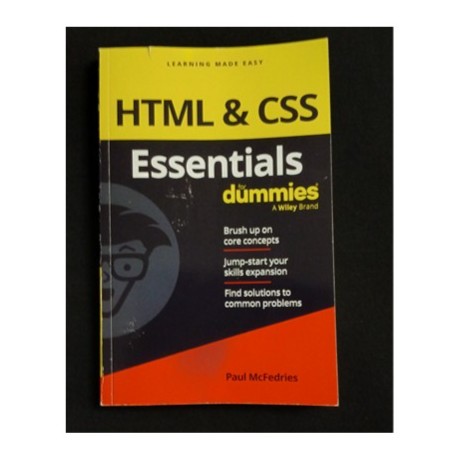 LEARNING MADE EASY
HTML & CSS
Essentials
for
dummies®
A Wiley Brand
Brush up on
core concepts
Jump-start your
skills expansion
Find solutions to
common problems
Paul McFedries